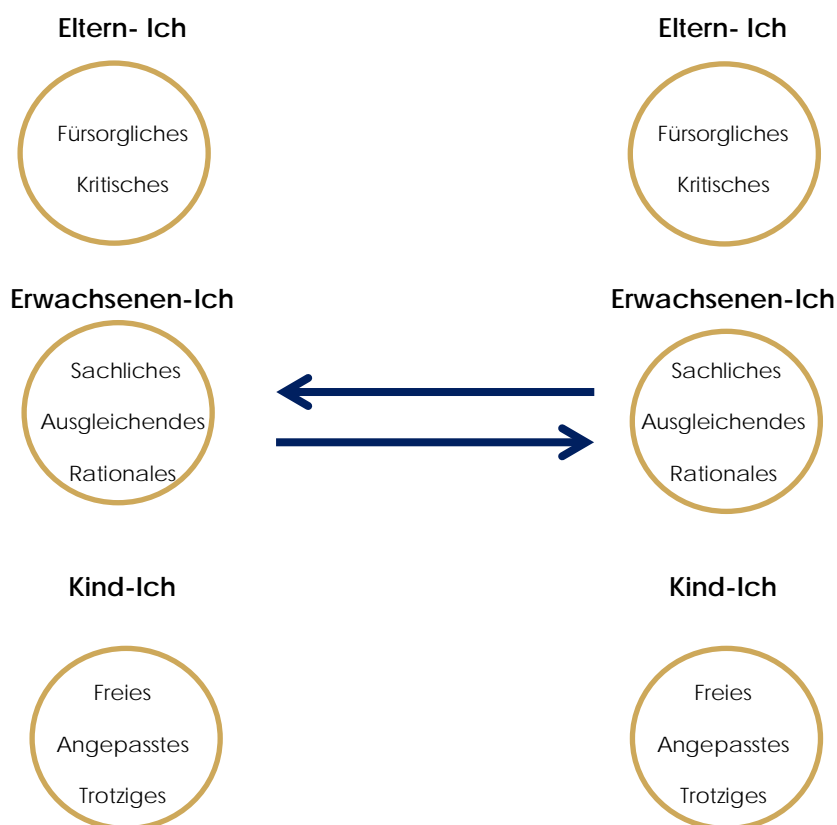 Eltern- Ich
Eltern- Ich
Fürsorgliches
Kritisches
Fürsorgliches
Kritisches
Erwachsenen-Ich
Erwachsenen-Ich
Sachliches
Ausgleichendes
Rationales
Sachliches
Ausgleichendes
Rationales
Kind-Ich
Kind-Ich
Freies
Angepasstes
Trotziges
Freies
Angepasstes
Trotziges